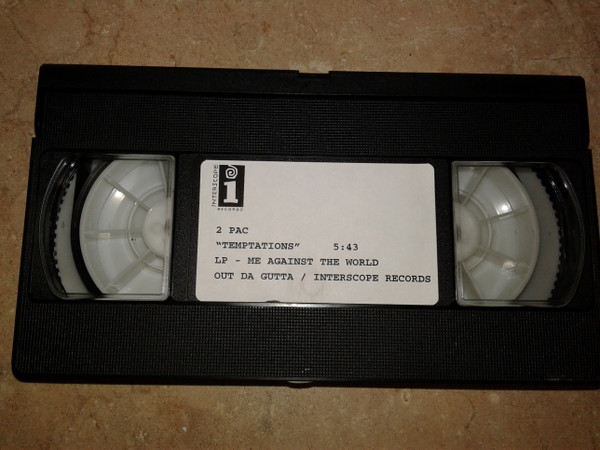 INTERSCOPE
i
RECORDS
2 PAC
"TEMPTATIONS" 5:43
LP - ME AGAINST THE WORLD
OUT DA GUTTA / INTERSCOPE RECORDS